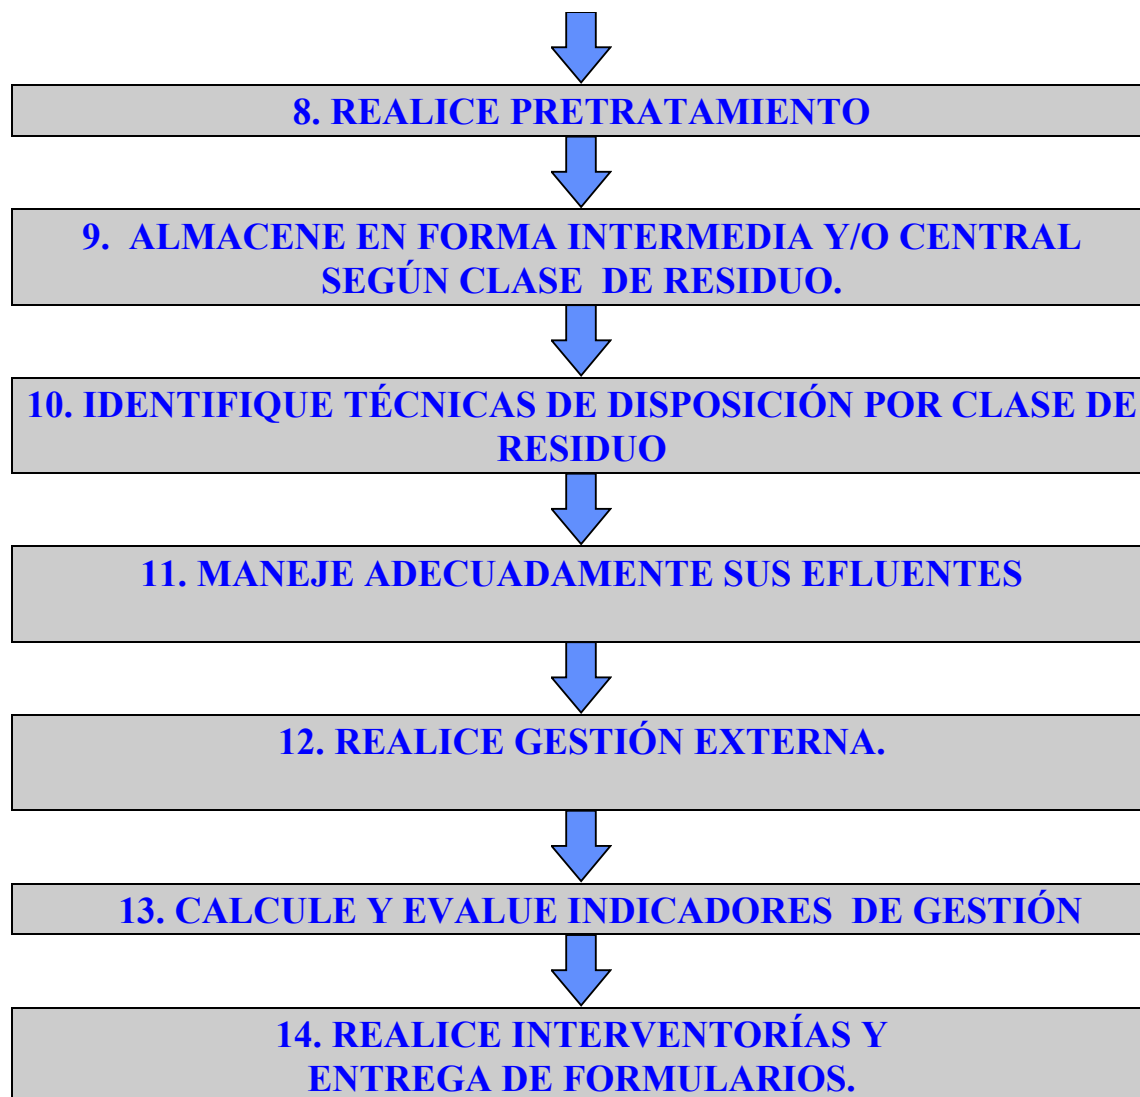 8. REALICE PRETRATAMIENTO
9. ALMACENE EN FORMA INTERMEDIA Y/O CENTRAL
SEGÚN CLASE DE RESIDUO.
10. IDENTIFIQUE TÉCNICAS DE DISPOSICIÓN POR CLASE DE
RESIDUO
11. MANEJE ADECUADAMENTE SUS EFLUENTES
12. REALICE GESTIÓN EXTERNA.
13. CALCULE Y EVALUE INDICADORES DE GESTIÓN
14. REALICE INTERVENTORÍAS Y
ENTREGA DE FORMULARIOS.